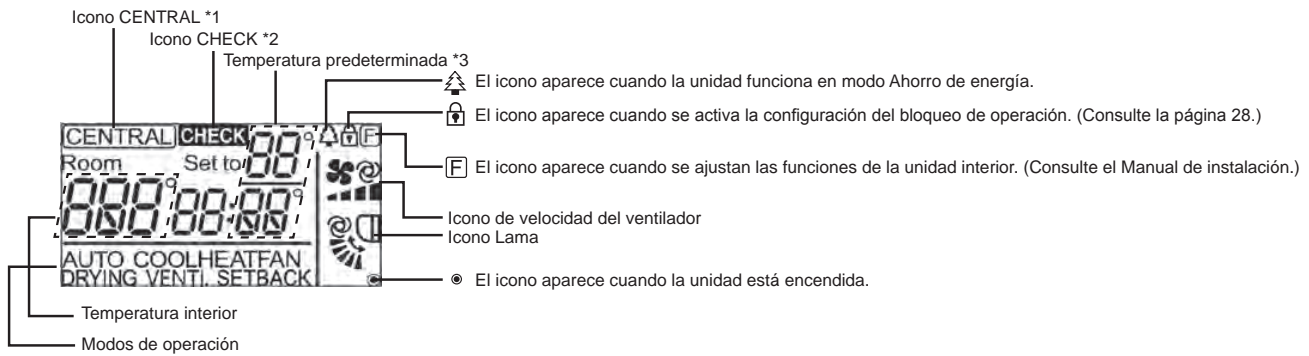 Icono CENTRAL *1
Icono CHECK *2
Temperatura predeterminada *3
El icono aparece cuando la unidad funciona en modo Ahorro de energía.
El icono aparece cuando se activa la configuración del bloqueo de operación. (Consulte la página 28.)
CENTRAL CHECK 88° F
F El icono aparece cuando se ajustan las funciones de la unidad interior. (Consulte el Manual de instalación.)
Room Set to
888° 88:88°
Icono de velocidad del ventilador
Icono Lama
AUTO COOL HEAT FAN
DRYING VENTI. SETBACK
El icono aparece cuando la unidad está encendida.
Temperatura interior
Modos de operación